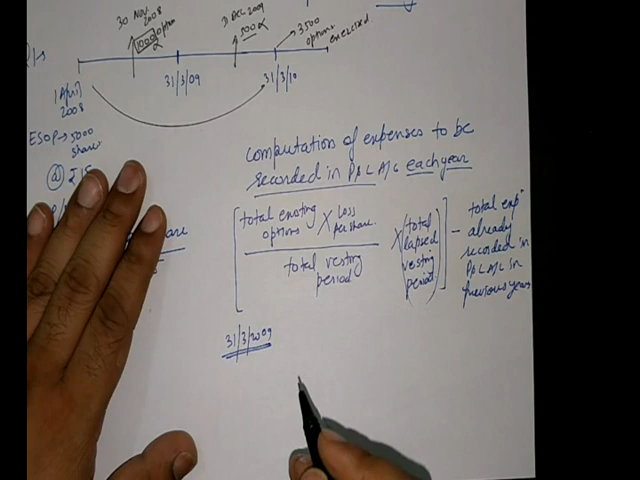 30 NOV 2008
1000 option
α
31 DEC 2009
500 α
3500
options
exercised
31/3/09
31/3/10
1 April
2008
ESOP → 5000
shares
@ ₹ 15
share
computation of expenses to be
recorded in P&L A/c each year
[ total existing options X loss per share
total vesting
period
X ( total lapsed vesting period ) ] - total exp
already
recorded in
P&L A/c in
previous years
31/3/2009